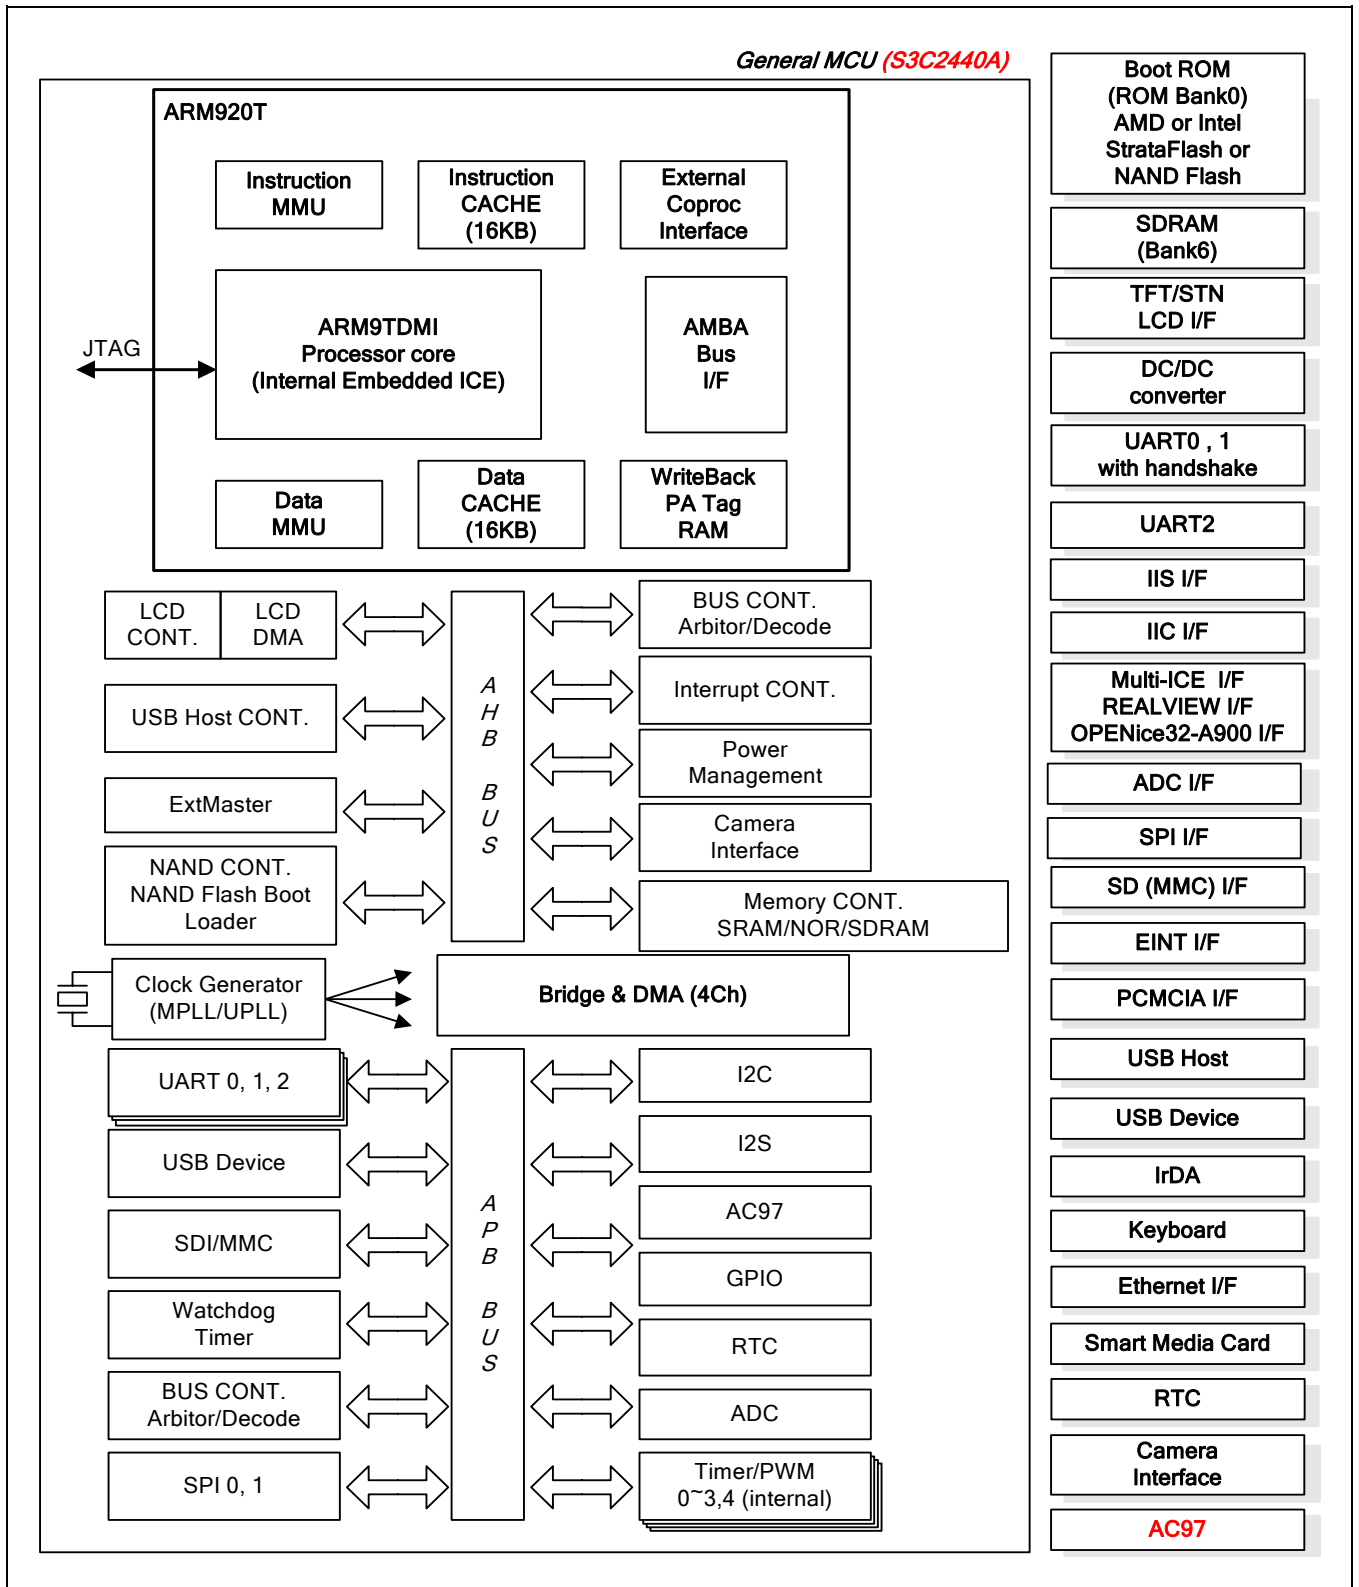 General MCU (S3C2440A)
ARM920T
Instruction
MMU
Instruction
CACHE
(16KB)
External
Coproc
Interface
JTAG
ARM9TDMI
Processor core
(Internal Embedded ICE)
AMBA
Bus
I/F
Data
MMU
Data
CACHE
(16KB)
WriteBack
PA Tag
RAM
LCD
CONT.
LCD
DMA
USB Host CONT.
ExtMaster
NAND CONT.
NAND Flash Boot
Loader
AHB BUS
BUS CONT.
Arbitor/Decode
Interrupt CONT.
Power
Management
Camera
Interface
Memory CONT.
SRAM/NOR/SDRAM
Clock Generator
(MPLL/UPLL)
Bridge & DMA (4Ch)
UART 0, 1, 2
USB Device
SDI/MMC
Watchdog
Timer
BUS CONT.
Arbitor/Decode
SPI 0, 1
APB BUS
I2C
I2S
AC97
GPIO
RTC
ADC
Timer/PWM
0~3,4 (internal)
Boot ROM
(ROM Bank0)
AMD or Intel
StrataFlash or
NAND Flash
SDRAM
(Bank6)
TFT/STN
LCD I/F
DC/DC
converter
UART0 , 1
with handshake
UART2
IIS I/F
IIC I/F
Multi-ICE I/F
REALVIEW I/F
OPENice32-A900 I/F
ADC I/F
SPI I/F
SD (MMC) I/F
EINT I/F
PCMCIA I/F
USB Host
USB Device
IrDA
Keyboard
Ethernet I/F
Smart Media Card
RTC
Camera
Interface
AC97